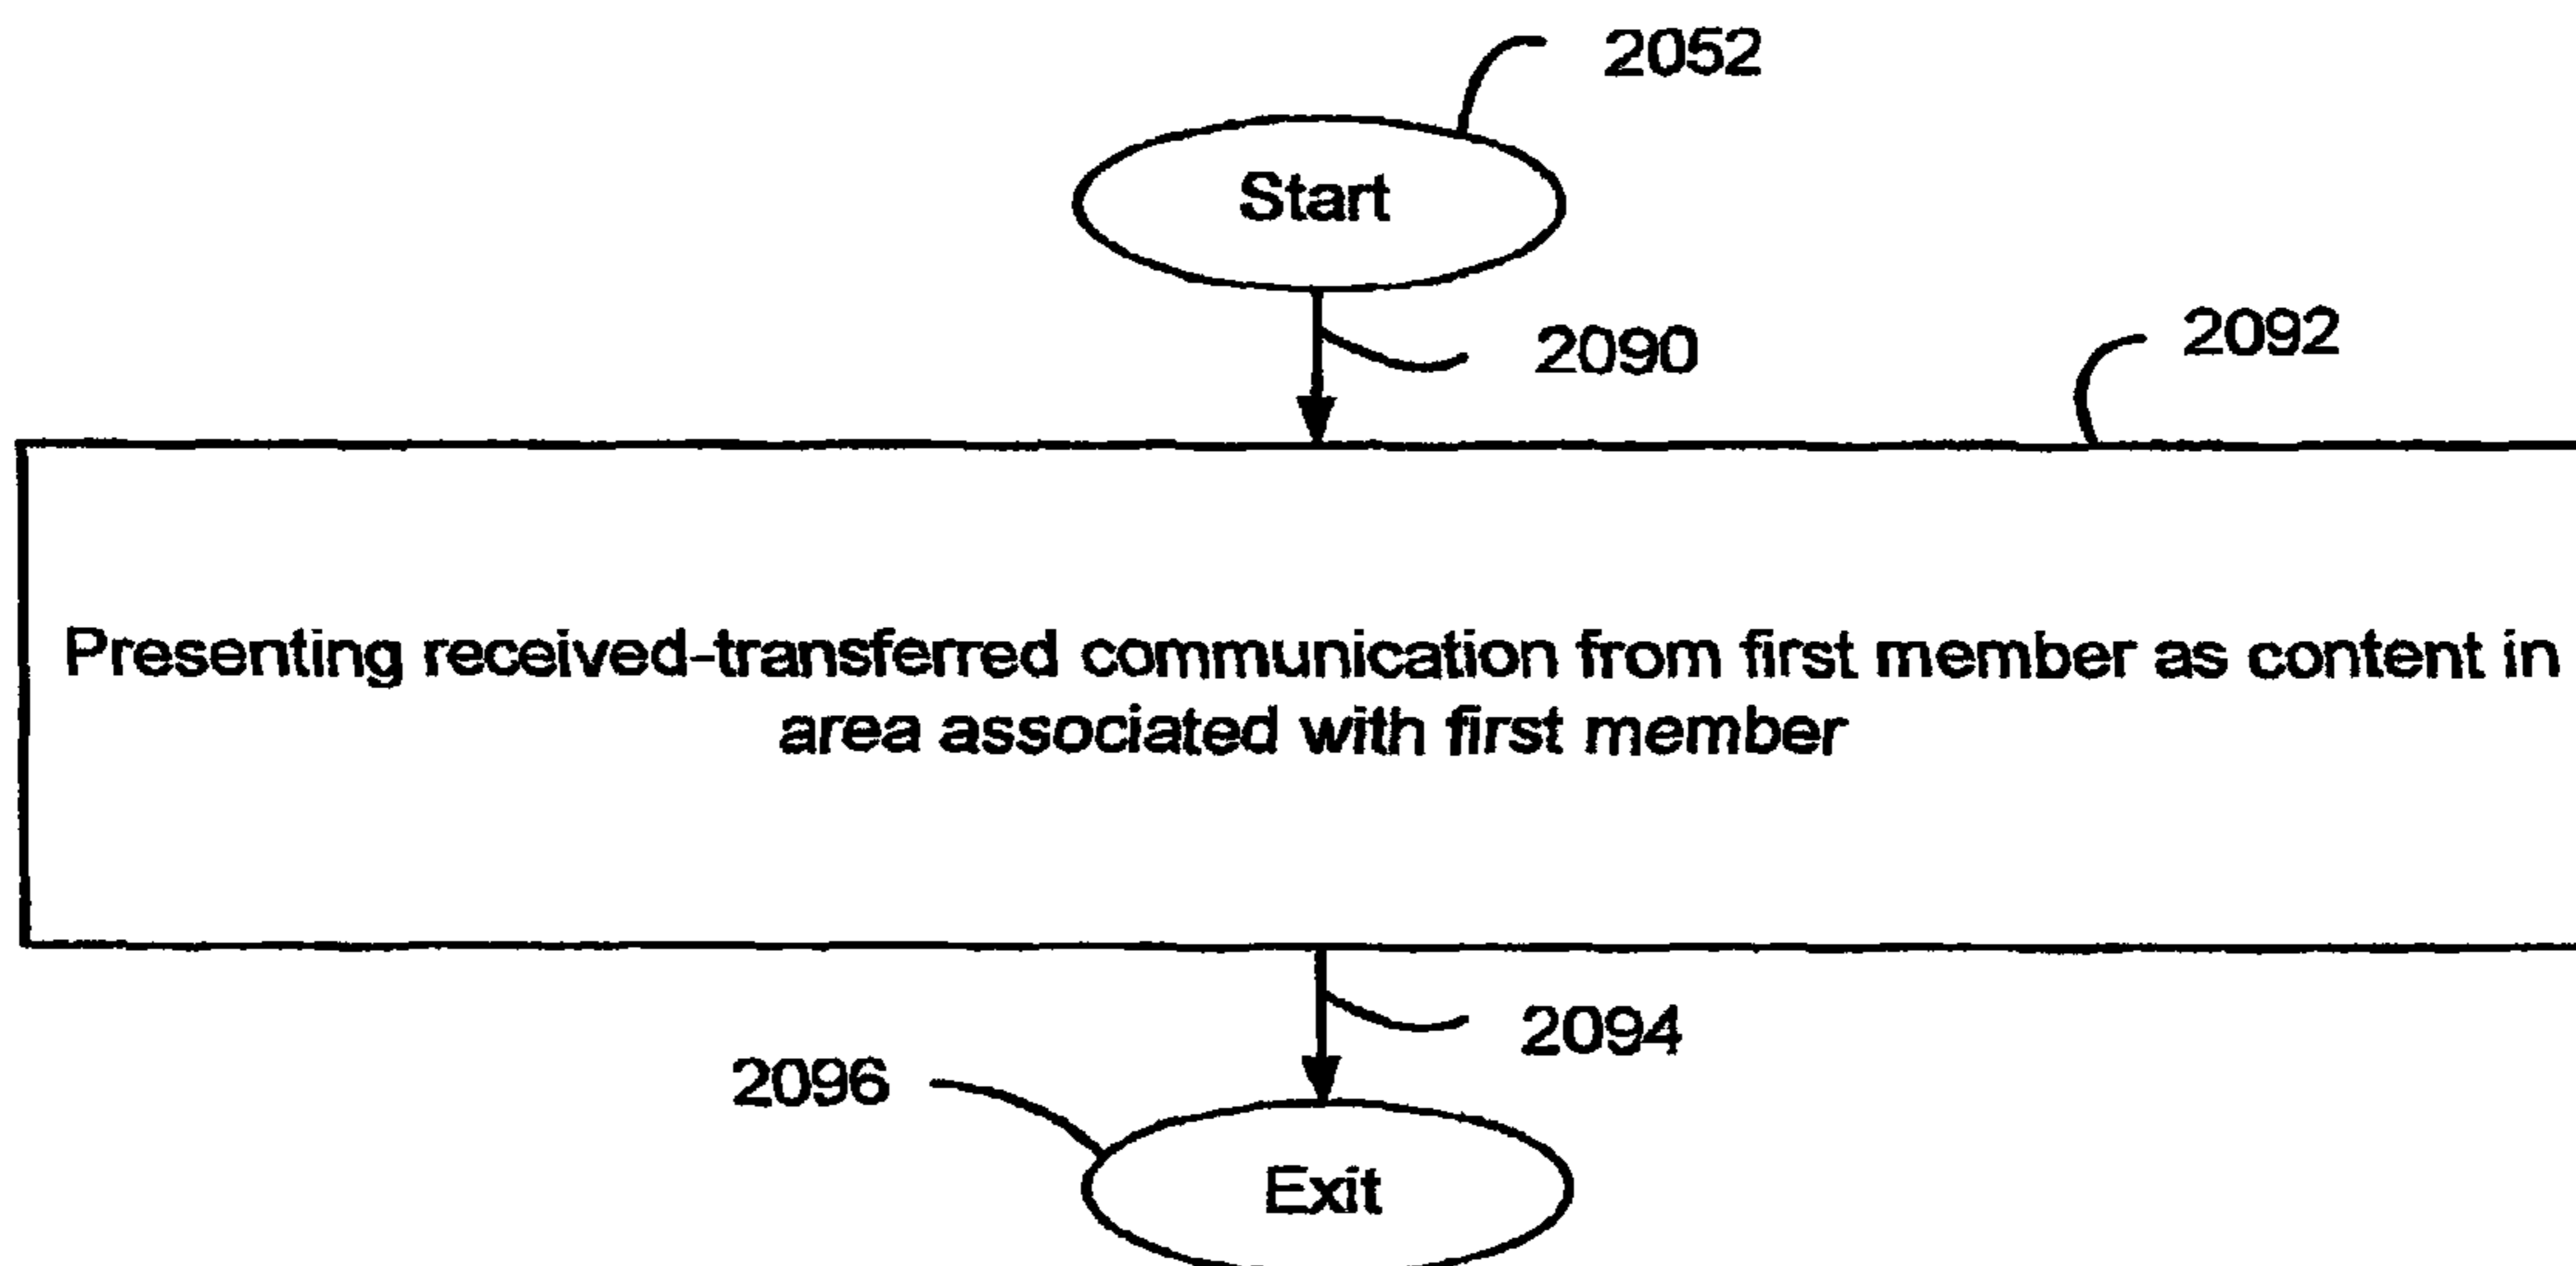 2052
Start
2090
2092
Presenting received-transferred communication from first member as content in
area associated with first member
2094
2096
Exit